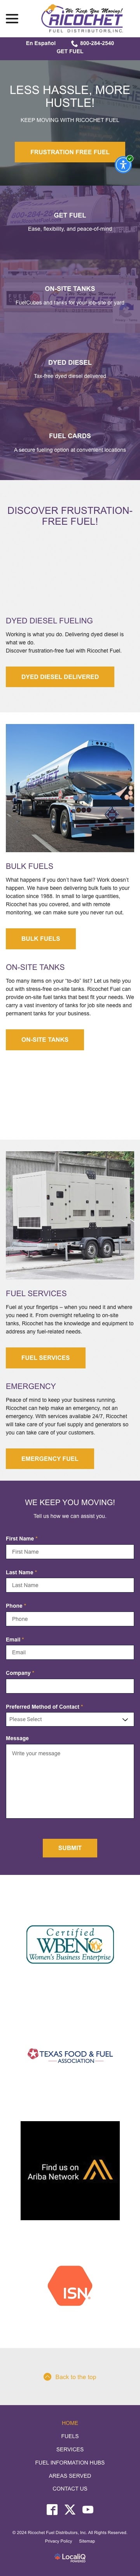 We Keep You Moving!
RICOCHET
FUEL DISTRIBUTORS, INC.
En Español
800-284-2540
GET FUEL
LESS HASSLE, MORE
HUSTLE!
KEEP MOVING WITH RICOCHET FUEL
FRUSTRATION FREE FUEL
GET FUEL
Ease, flexibility, and peace-of-mind
ON-SITE TANKS
FuelCubes and tanks for your job-site or yard
DYED DIESEL
Tax-free dyed diesel delivered
FUEL CARDS
A secure fueling option at convenient locations
DISCOVER FRUSTRATION-
FREE FUEL!
DYED DIESEL FUELING
Working is what you do. Delivering dyed diesel is
what we do.
Discover frustration-free fuel with Ricochet Fuel.
DYED DIESEL DELIVERED
BULK FUELS
What happens if you don't have fuel? Work doesn't
happen. We have been delivering bulk fuels to your
location since 1988. In small to large quantities,
Ricochet has you covered, and with remote
monitoring, we can make sure you never run out.
BULK FUELS
ON-SITE TANKS
Too many tasks on your "to-do" list? Let us help you
out with stress-free on-site tanks. Ricochet Fuel can
provide on-site fuel tanks that best fit your needs. We
carry a vast inventory of tanks for job site needs and
permanent tanks for your business.
ON-SITE TANKS
FUEL SERVICES
Fuel at your fingertips – when you need it and where
you need it. From overnight refueling to on-site
tanks, Ricochet has the knowledge and equipment to
address any fuel-related needs.
FUEL SERVICES
EMERGENCY
Peace of mind to keep your business running.
Ricochet can help make an emergency, not an
emergency. With services available 24/7, Ricochet
will take care of your fuel supply and generators so
you can take care of your customers.
EMERGENCY FUEL
WE KEEP YOU MOVING!
Tell us how we can assist you.
First Name *
First Name
Last Name *
Last Name
Phone *
Phone
Email *
Email
Company *
Preferred Method of Contact *
Please Select
Message
Write your message
SUBMIT
Certified
WBENC
Women's Business Enterprise
TEXAS FOOD & FUEL
ASSOCIATION
Find us on
Ariba Network
ISN
Back to the top
HOME
FUELS
SERVICES
FUEL INFORMATION HUBS
AREAS SERVED
CONTACT US
© 2024 Ricochet Fuel Distributors, Inc. All Rights Reserved.
Privacy Policy
Sitemap
LocaliQ